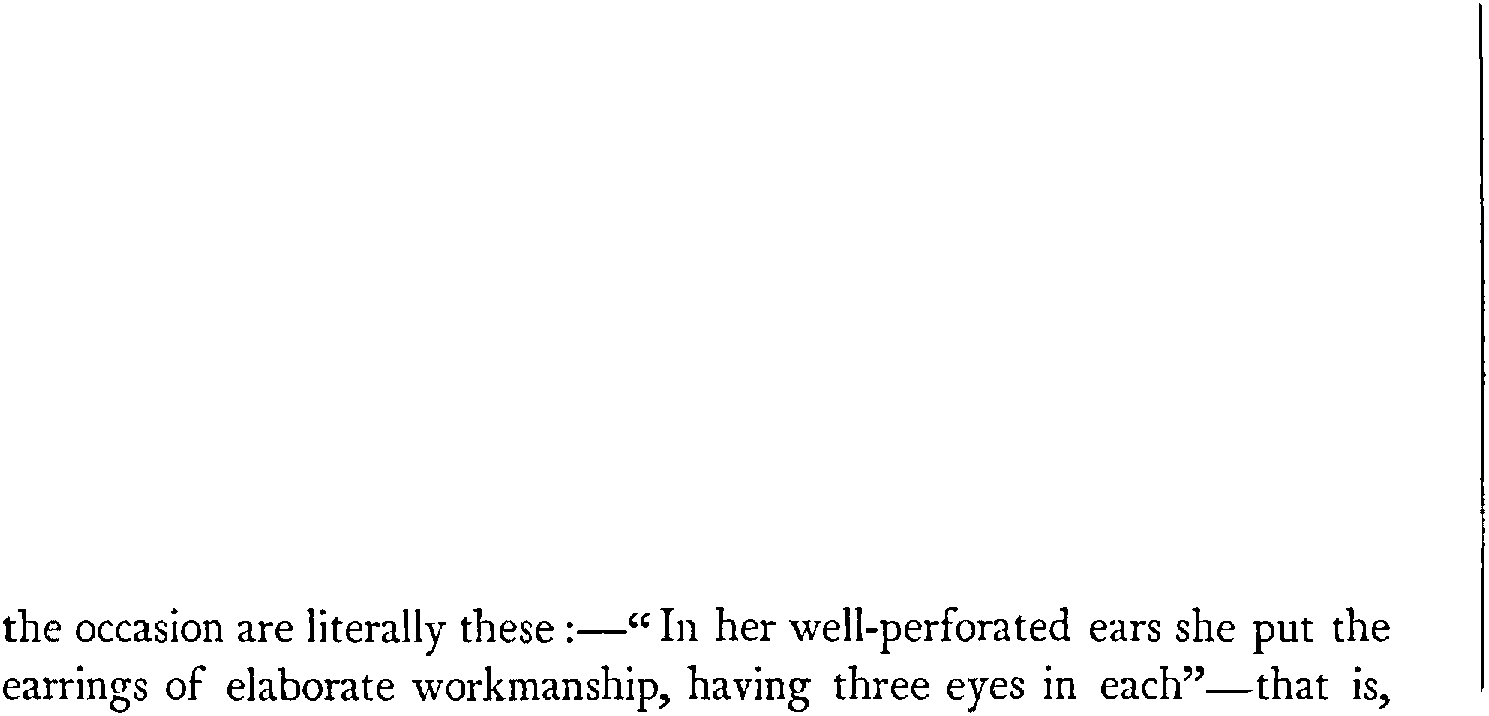 the occasion are literally these :—“ In her well-perforated ears she put the
earrings of elaborate workmanship, having three eyes in each”—that is,